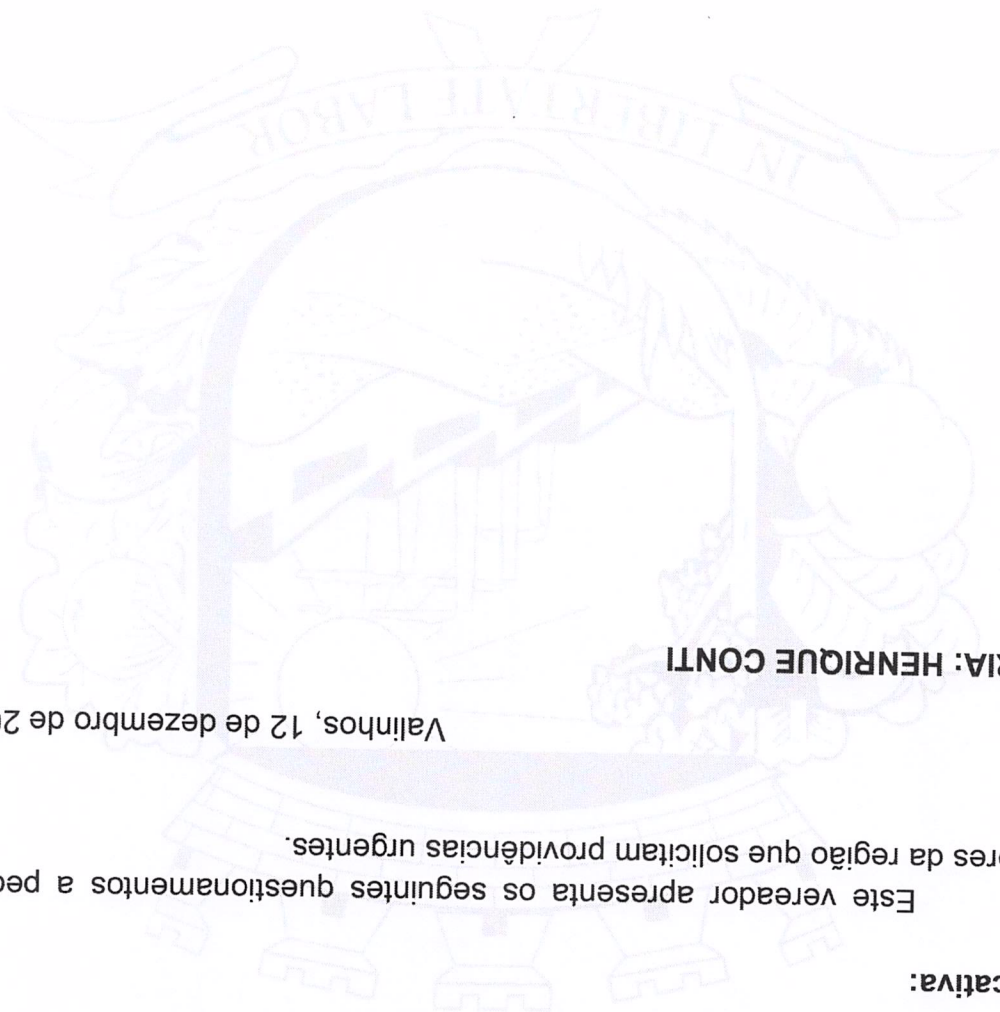 cativa:
Este vereador apresenta os seguintes questionamentos a ped
res da região que solicitam providências urgentes.
Valinhos, 12 de dezembro de 2
RIA: HENRIQUE CONTI
IN LIBERTATE LABOR